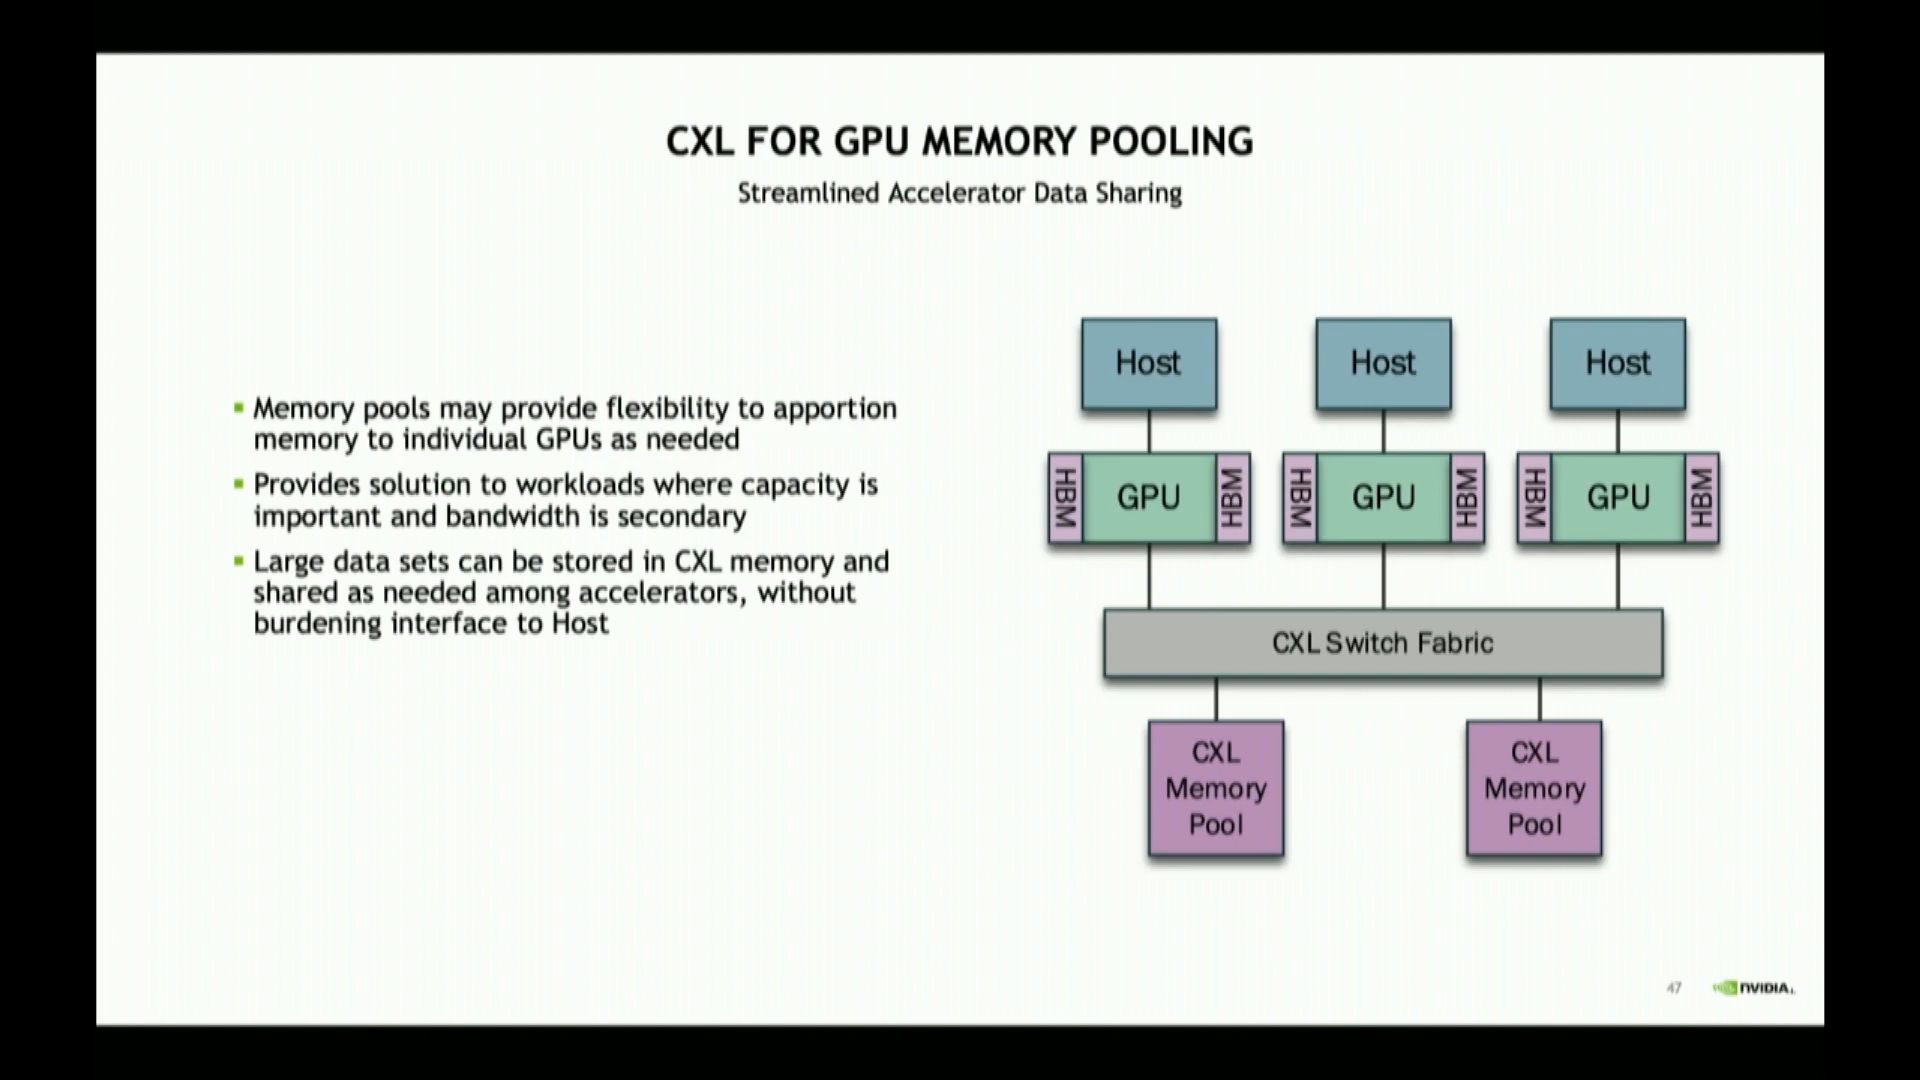 CXL FOR GPU MEMORY POOLING
Streamlined Accelerator Data Sharing
▪ Memory pools may provide flexibility to apportion
memory to individual GPUs as needed
▪ Provides solution to workloads where capacity is
important and bandwidth is secondary
▪ Large data sets can be stored in CXL memory and
shared as needed among accelerators, without
burdening interface to Host
Host
Host
Host
HBM
GPU
HBM
HBM
GPU
HBM
HBM
GPU
HBM
CXL Switch Fabric
CXL
Memory
Pool
CXL
Memory
Pool
47
NVIDIA.